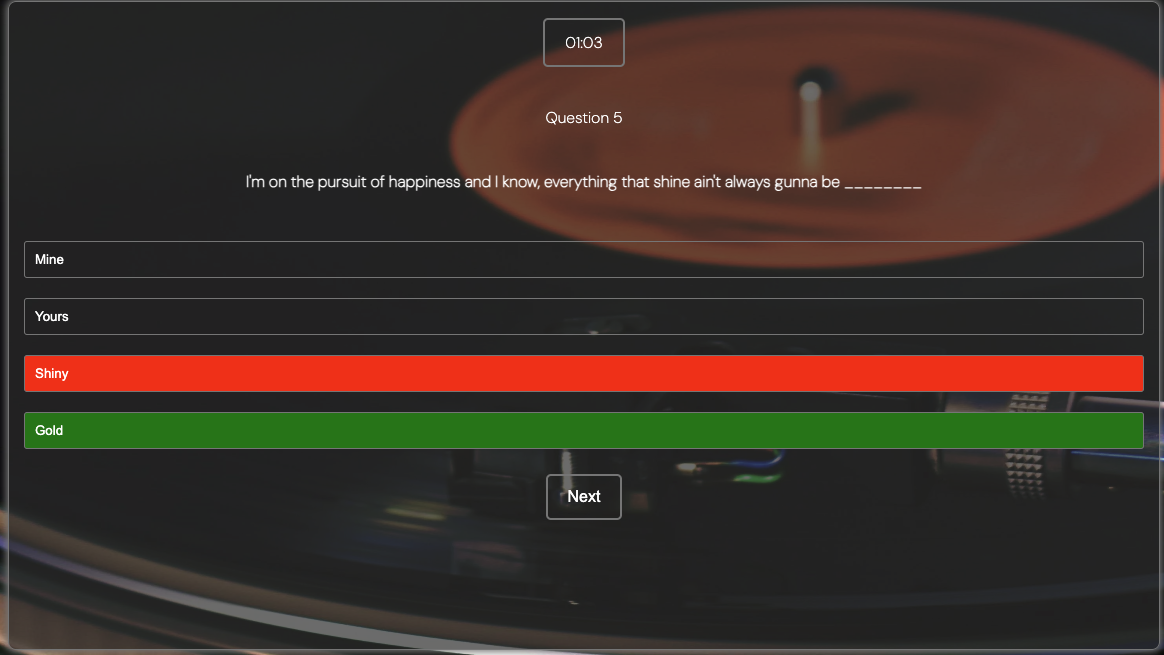 01:03
Question 5
I'm on the pursuit of happiness and I know, everything that shine ain't always gunna be ________
Mine
Yours
Shiny
Gold
Next